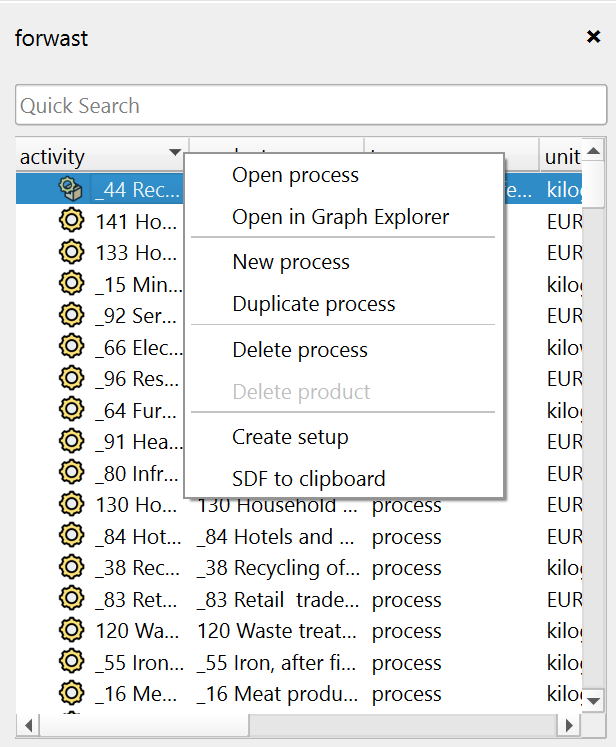 forwast
Quick Search
activity unit
Open process
Open in Graph Explorer
New process
Duplicate process
Delete process
Delete product
Create setup
SDF to clipboard
_44 Rec... e... kilog
141 Ho... EUR
133 Ho... EUR
_15 Min... kilog
_92 Ser... EUR
_66 Elec... kilow
_96 Res... EUR
_64 Fur... kilog
_91 Hea... EUR
_80 Infr... EUR
130 Ho... 130 Household ... process EUR
_84 Hot... _84 Hotels and ... process EUR
_38 Rec... _38 Recycling of... process kilog
_83 Ret... _83 Retail trade... process EUR
120 Wa... 120 Waste treat... process kilog
_55 Iron... _55 Iron, after fi... process kilog
_16 Me... _16 Meat produ... process kilog